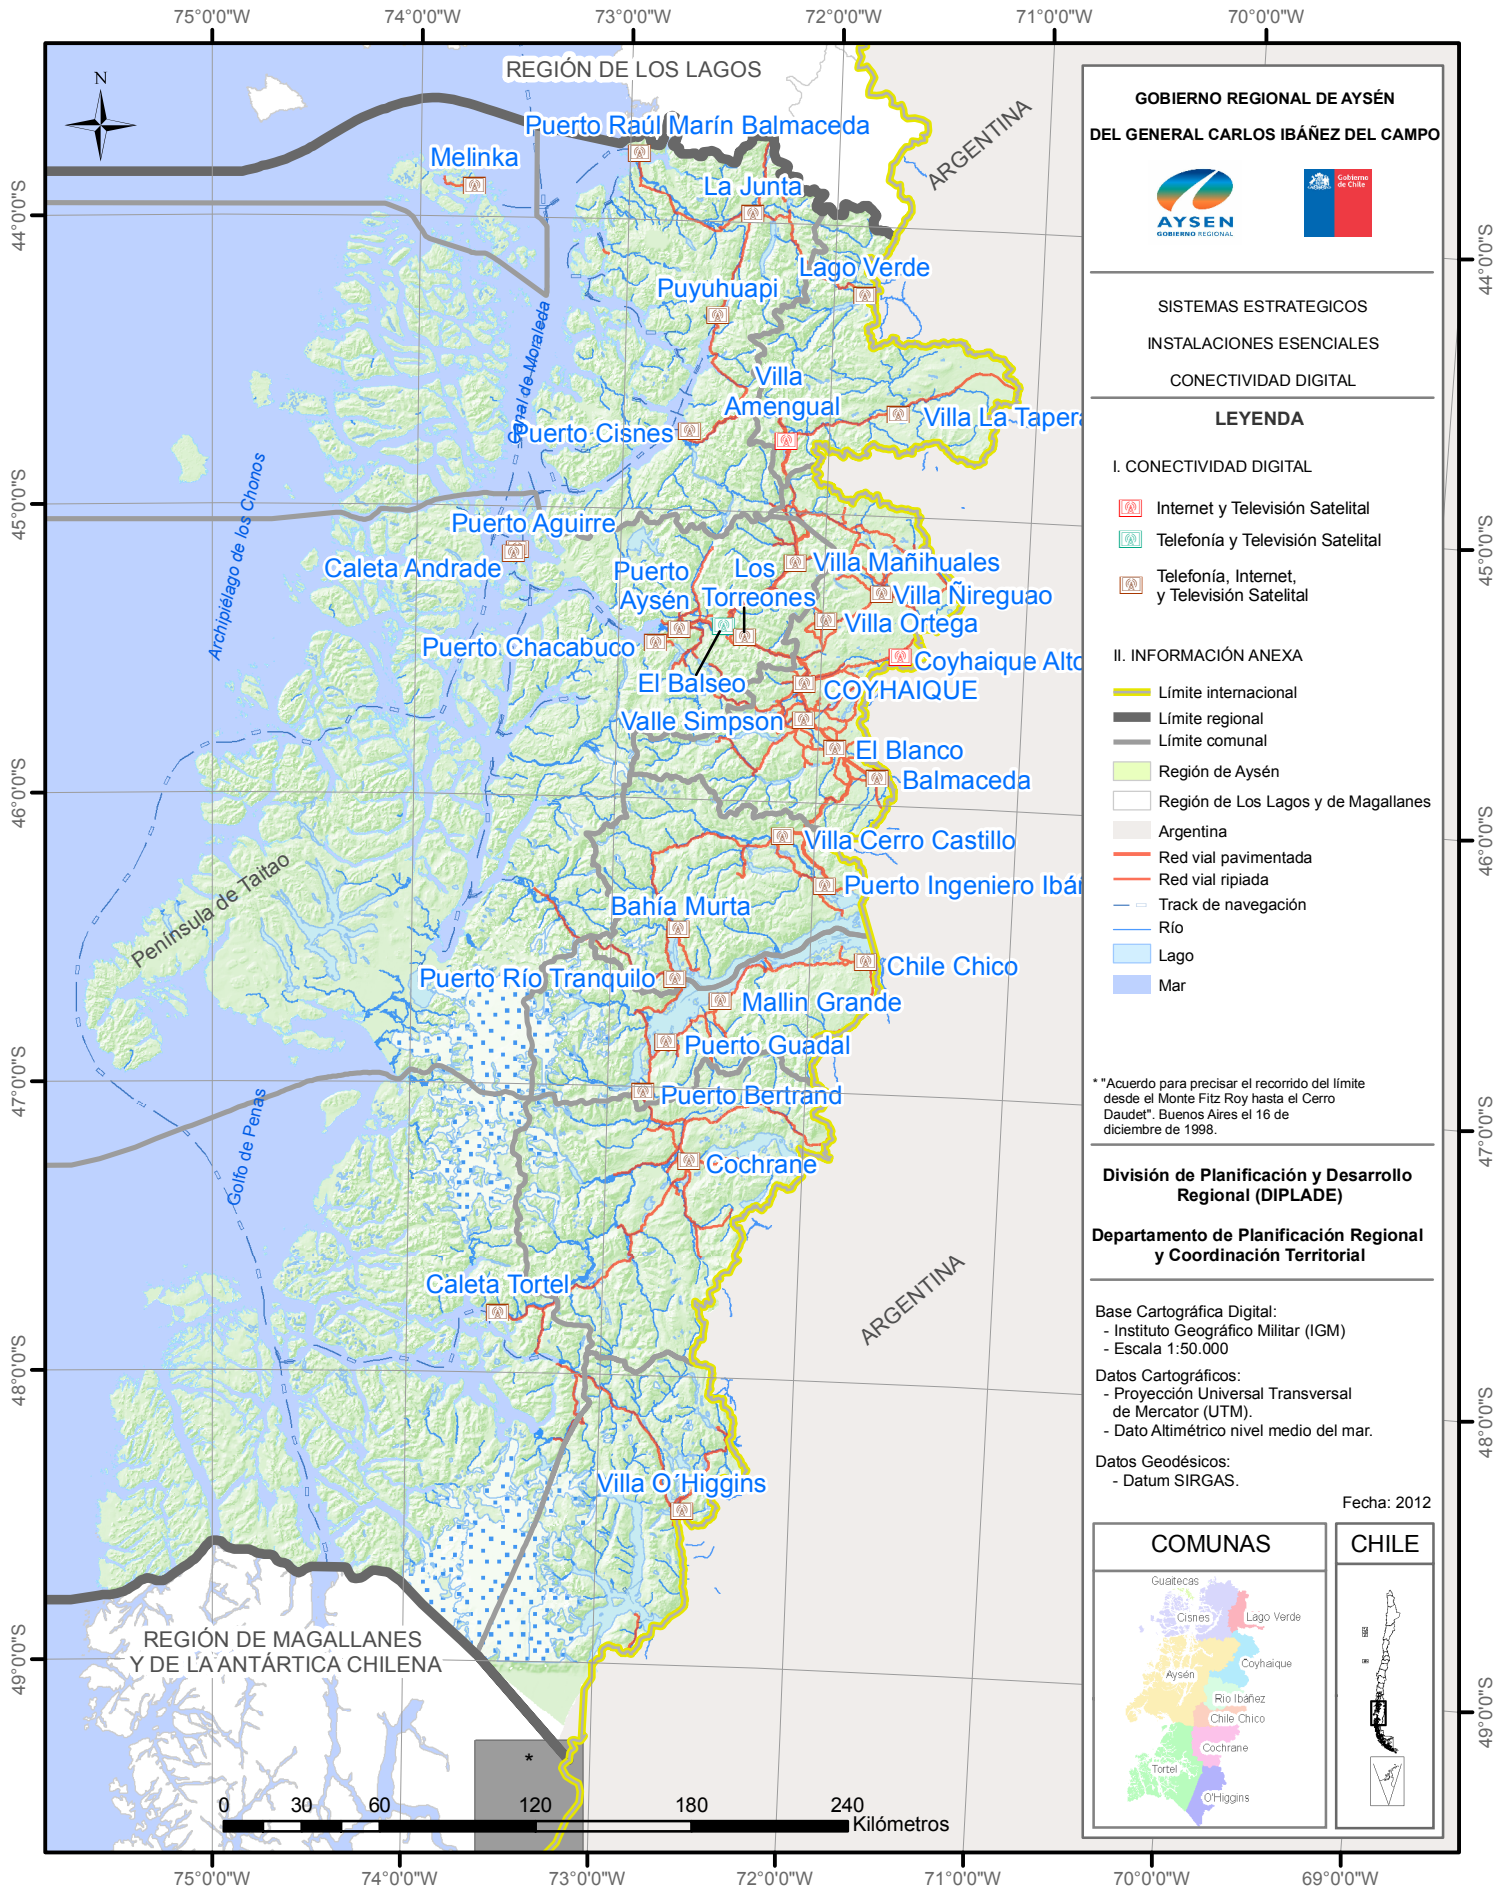 75°0'0"W
74°0'0"W
73°0'0"W
72°0'0"W
71°0'0"W
70°0'0"W
N
REGIÓN DE LOS LAGOS
ARGENTINA
Puerto Raúl Marín Balmaceda
Melinka
La Junta
Lago Verde
Puyuhuapi
Canal de Moraleda
Villa
Amengual
Villa La Tapera
Puerto Cisnes
Archipiélago de los Chonos
Puerto Aguirre
Caleta Andrade
Puerto
Aysén
Los
Torreones
Villa Mañihuales
Villa Ñireguao
Villa Ortega
Puerto Chacabuco
Coyhaique Alto
El Balseo
COYHAIQUE
Valle Simpson
El Blanco
Balmaceda
Villa Cerro Castillo
Península de Taitao
Puerto Ingeniero Ibáñ
Bahía Murta
Puerto Río Tranquilo
Chile Chico
Mallin Grande
Puerto Guadal
Puerto Bertrand
Golfo de Penas
Cochrane
Caleta Tortel
ARGENTINA
Villa O´Higgins
REGIÓN DE MAGALLANES
Y DE LA ANTÁRTICA CHILENA
*
0 30 60 120 180 240
Kilómetros
44°0'0"S
45°0'0"S
46°0'0"S
47°0'0"S
48°0'0"S
49°0'0"S
44°0'0"S
45°0'0"S
46°0'0"S
47°0'0"S
48°0'0"S
49°0'0"S
75°0'0"W
74°0'0"W
73°0'0"W
72°0'0"W
71°0'0"W
70°0'0"W
69°0'0"W
GOBIERNO REGIONAL DE AYSÉN
DEL GENERAL CARLOS IBÁÑEZ DEL CAMPO
AYSEN
GOBIERNO REGIONAL
Gobierno
de Chile
SISTEMAS ESTRATEGICOS
INSTALACIONES ESENCIALES
CONECTIVIDAD DIGITAL
LEYENDA
I. CONECTIVIDAD DIGITAL
Internet y Televisión Satelital
Telefonía y Televisión Satelital
Telefonía, Internet,
y Televisión Satelital
II. INFORMACIÓN ANEXA
Límite internacional
Límite regional
Límite comunal
Región de Aysén
Región de Los Lagos y de Magallanes
Argentina
Red vial pavimentada
Red vial ripiada
Track de navegación
Río
Lago
Mar
* "Acuerdo para precisar el recorrido del límite
desde el Monte Fitz Roy hasta el Cerro
Daudet". Buenos Aires el 16 de
diciembre de 1998.
División de Planificación y Desarrollo
Regional (DIPLADE)
Departamento de Planificación Regional
y Coordinación Territorial
Base Cartográfica Digital:
- Instituto Geográfico Militar (IGM)
- Escala 1:50.000
Datos Cartográficos:
- Proyección Universal Transversal
de Mercator (UTM).
- Dato Altimétrico nivel medio del mar.
Datos Geodésicos:
- Datum SIRGAS.
Fecha: 2012
COMUNAS
Guaitecas
Cisnes
Lago Verde
Aysén
Coyhaique
Rio Ibáñez
Chile Chico
Cochrane
Tortel
O'Higgins
CHILE